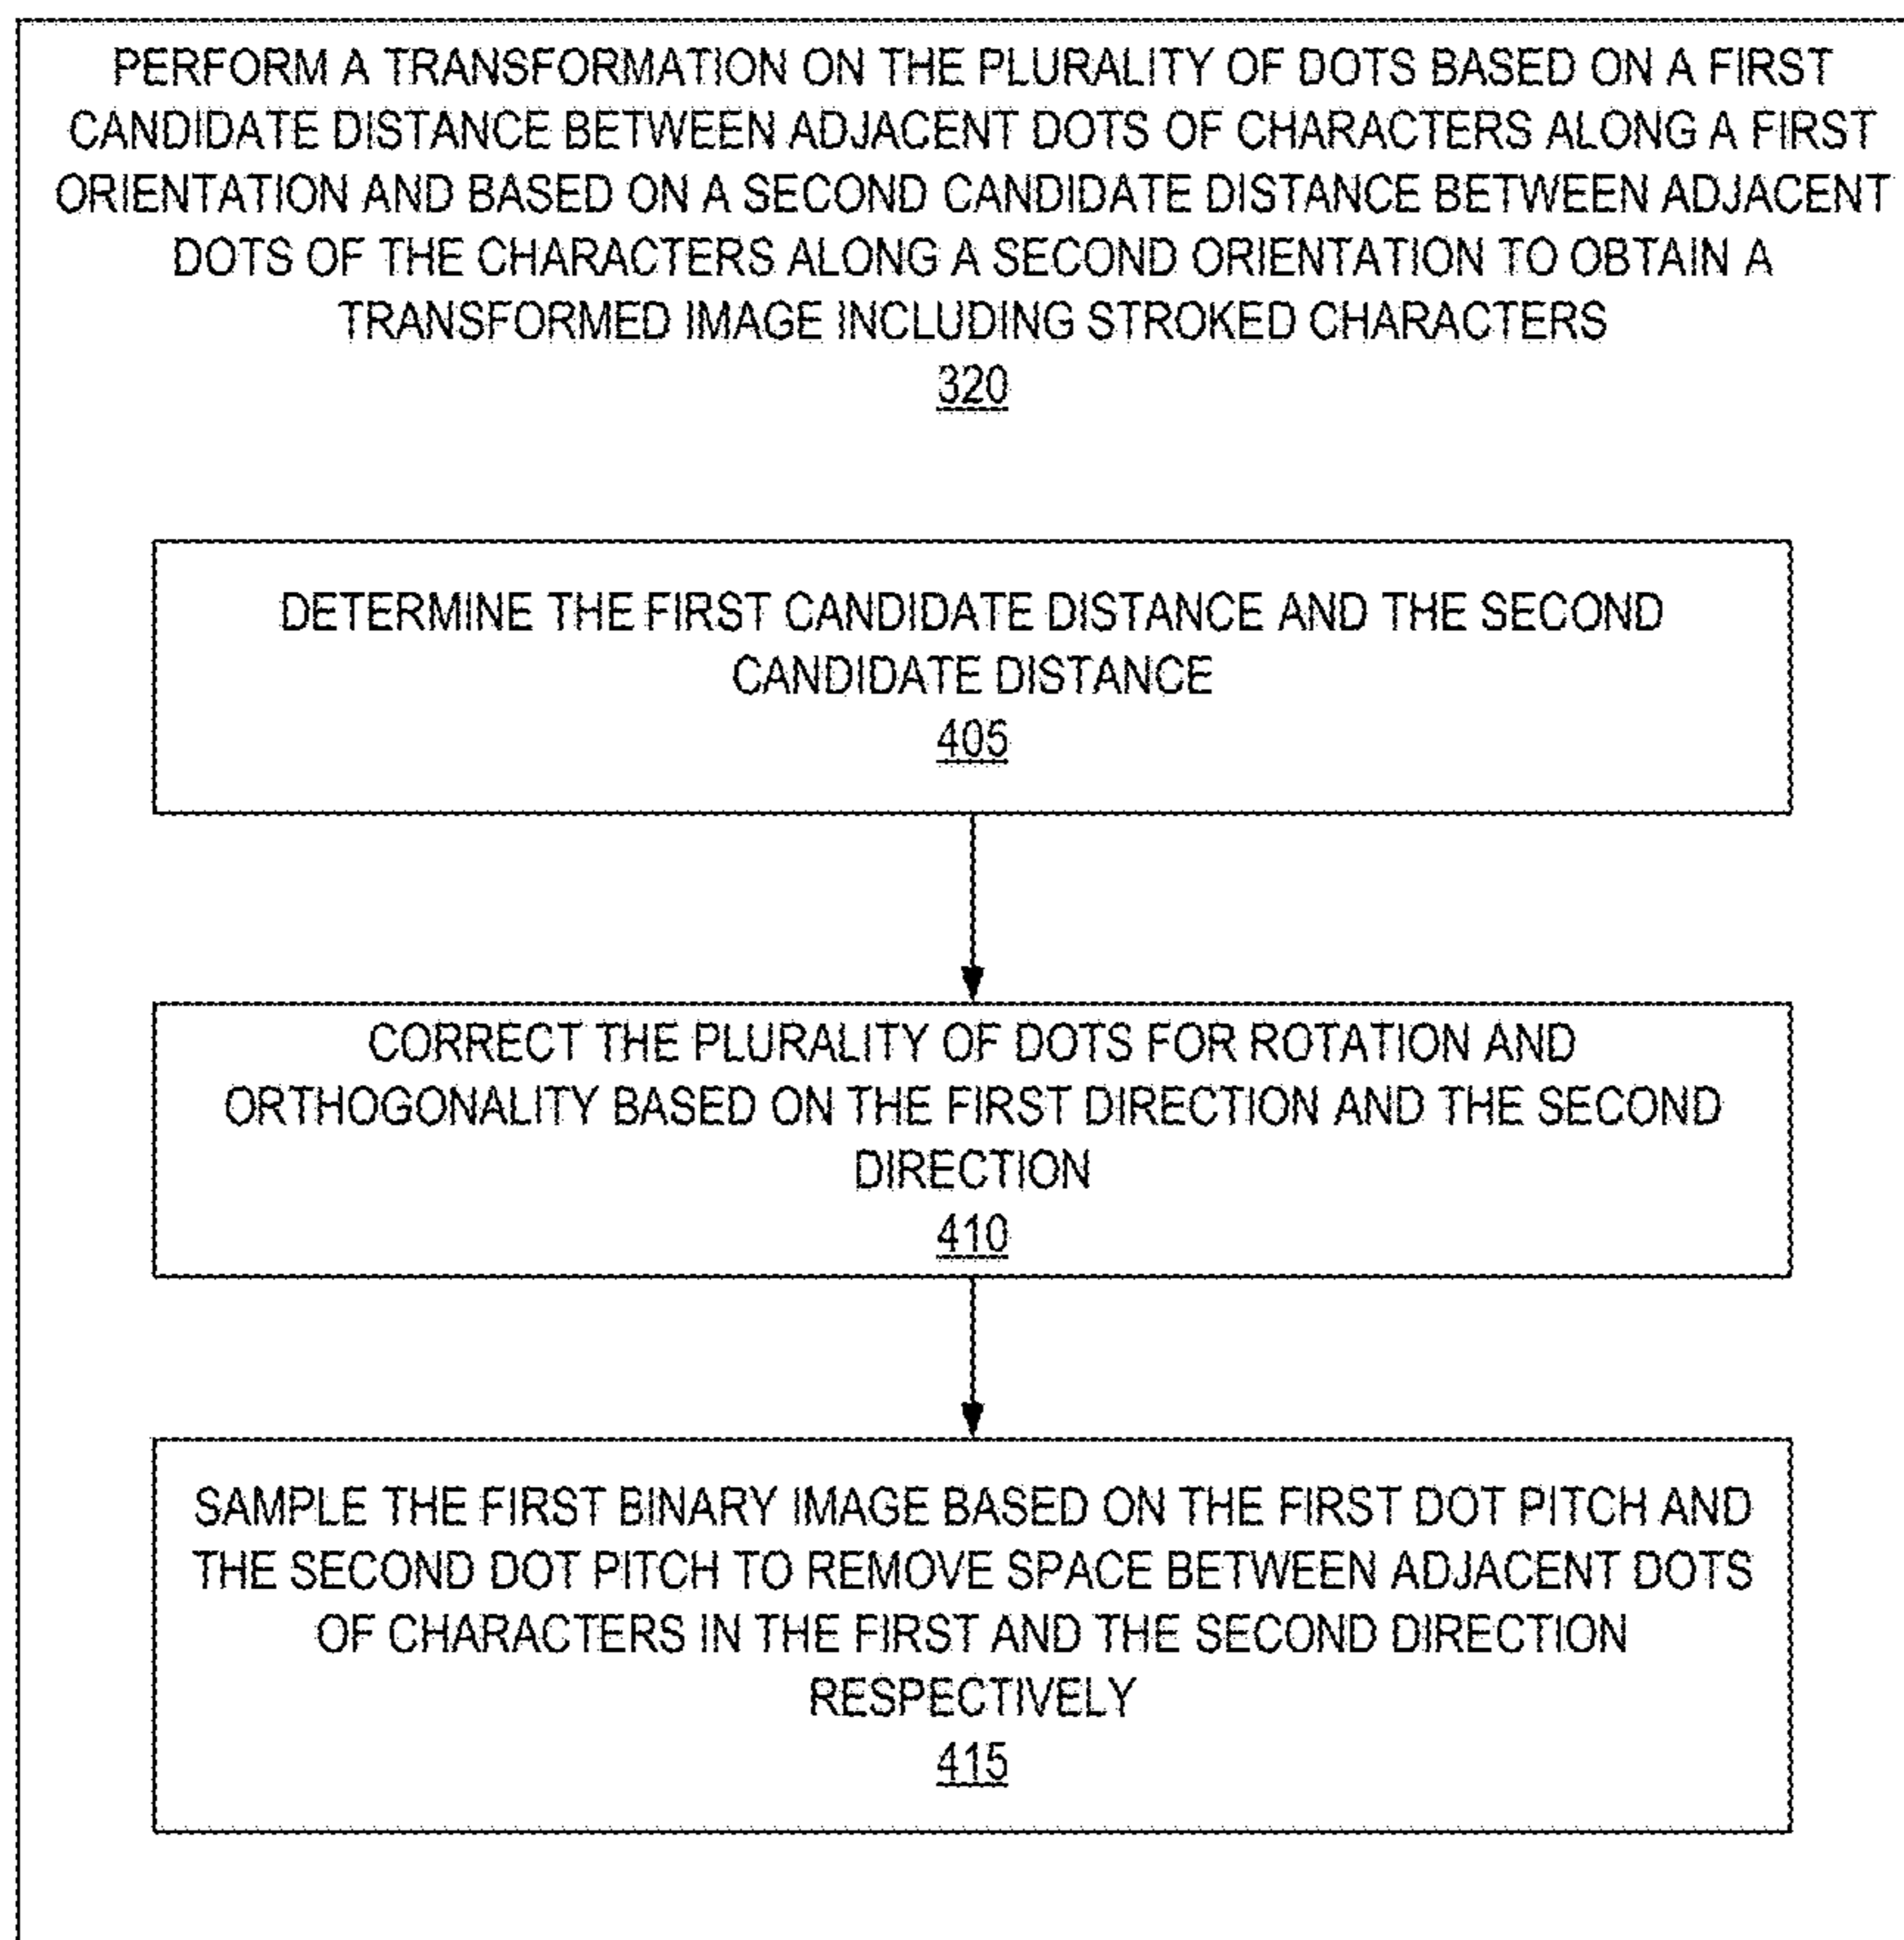 PERFORM A TRANSFORMATION ON THE PLURALITY OF DOTS BASED ON A FIRST
CANDIDATE DISTANCE BETWEEN ADJACENT DOTS OF CHARACTERS ALONG A FIRST
ORIENTATION AND BASED ON A SECOND CANDIDATE DISTANCE BETWEEN ADJACENT
DOTS OF THE CHARACTERS ALONG A SECOND ORIENTATION TO OBTAIN A
TRANSFORMED IMAGE INCLUDING STROKED CHARACTERS
320
DETERMINE THE FIRST CANDIDATE DISTANCE AND THE SECOND
CANDIDATE DISTANCE
405
CORRECT THE PLURALITY OF DOTS FOR ROTATION AND
ORTHOGONALITY BASED ON THE FIRST DIRECTION AND THE SECOND
DIRECTION
410
SAMPLE THE FIRST BINARY IMAGE BASED ON THE FIRST DOT PITCH AND
THE SECOND DOT PITCH TO REMOVE SPACE BETWEEN ADJACENT DOTS
OF CHARACTERS IN THE FIRST AND THE SECOND DIRECTION
RESPECTIVELY
415